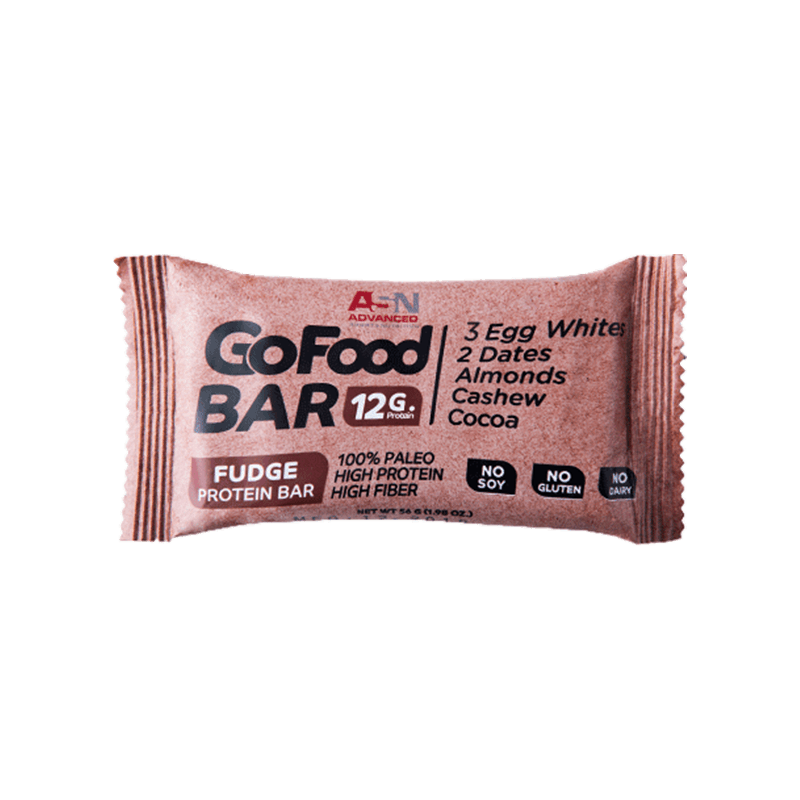 ASN
ADVANCED
GoFood
BAR
12G.
Protein
3 Egg Whites
2 Dates
Almonds
Cashew
Cocoa
FUDGE
PROTEIN BAR
100% PALEO
HIGH PROTEIN
HIGH FIBER
NO
SOY
NO
GLUTEN
NO
DAIRY
NET WT 56 G (1.98 OZ.)